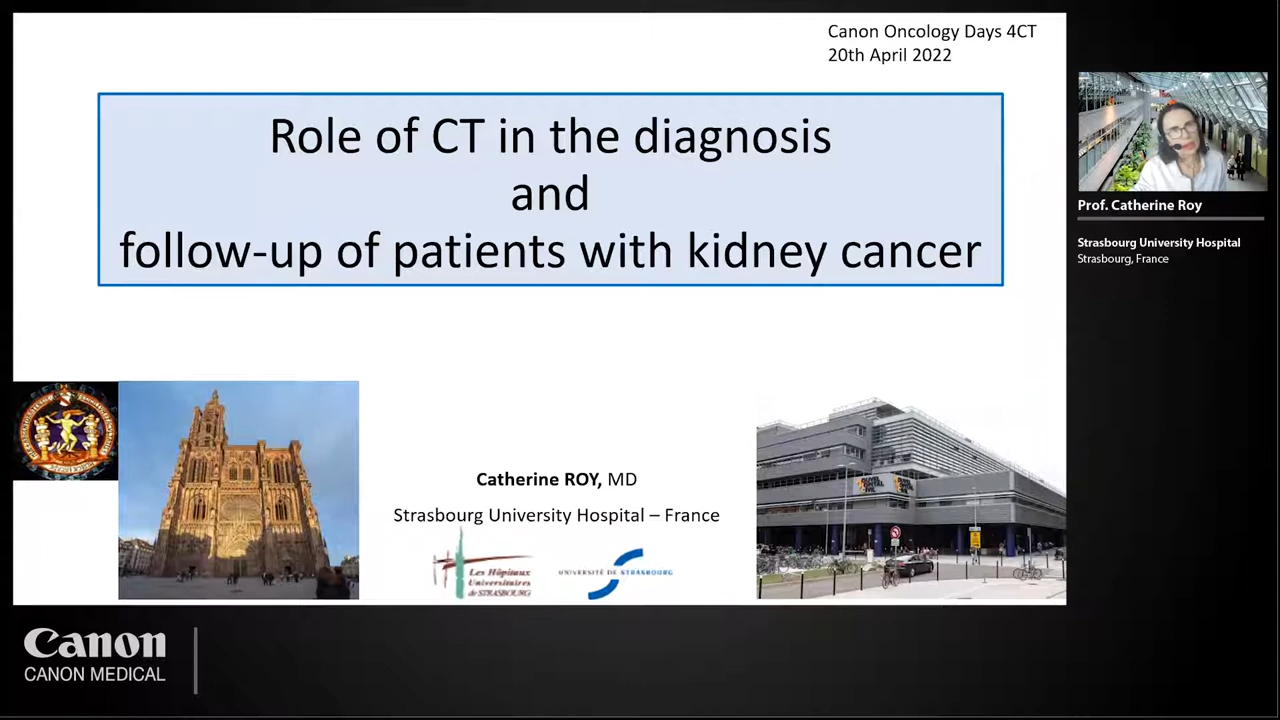 Canon Oncology Days 4CT
20th April 2022
Role of CT in the diagnosis
and
follow-up of patients with kidney cancer
Prof. Catherine Roy
Strasbourg University Hospital
Strasbourg, France
Catherine ROY, MD
Strasbourg University Hospital – France
Les Hôpitaux
Universitaires
de STRASBOURG
UNIVERSITÉ DE STRASBOURG
Canon
CANON MEDICAL